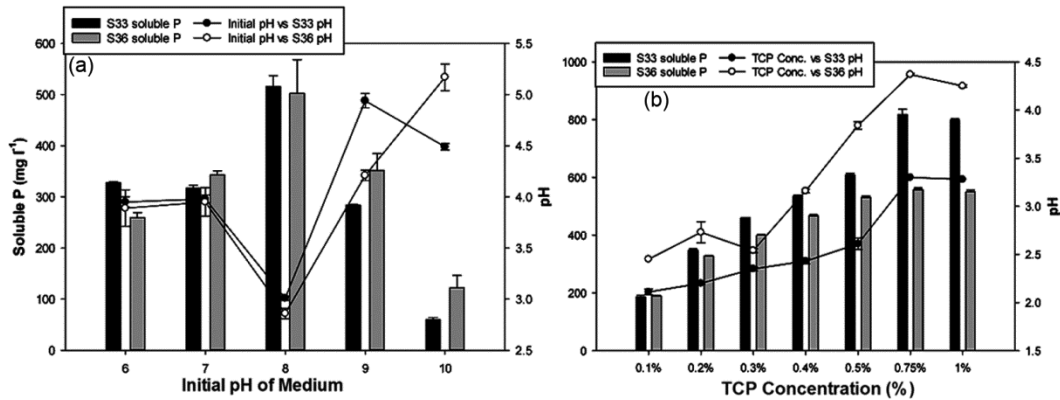 S33 soluble P Initial pH vs S33 pH
S36 soluble P Initial pH vs S36 pH
(a)
600
500
400
300
200
100
0
Soluble P (mg l⁻¹)
5.5
5.0
4.5
4.0
3.5
3.0
2.5
pH
6 7 8 9 10
Initial pH of Medium
S33 soluble P TCP Conc. vs S33 pH
S36 soluble P TCP Conc. vs S36 pH
(b)
1000
800
600
400
200
0
4.5
4.0
3.5
3.0
2.5
2.0
1.5
pH
0.1% 0.2% 0.3% 0.4% 0.5% 0.75% 1%
TCP Concentration (%)